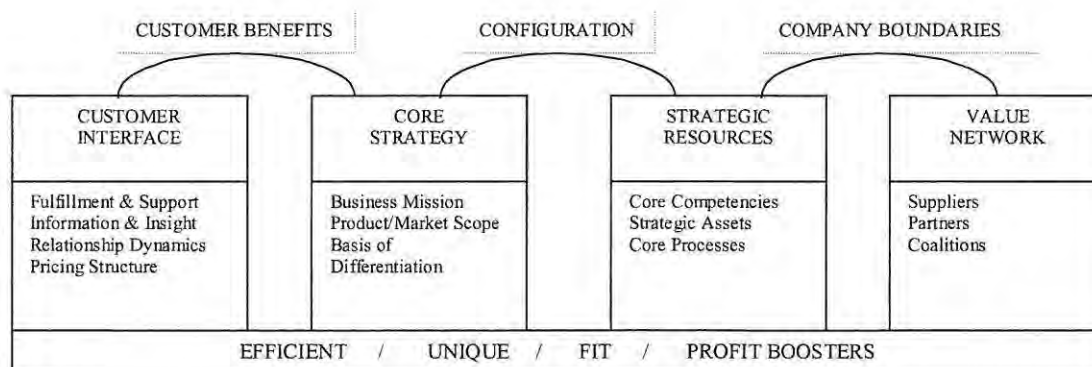 CUSTOMER BENEFITS
CONFIGURATION
COMPANY BOUNDARIES
CUSTOMER
INTERFACE
Fulfillment & Support
Information & Insight
Relationship Dynamics
Pricing Structure
CORE
STRATEGY
Business Mission
Product/Market Scope
Basis of
Differentiation
STRATEGIC
RESOURCES
Core Competencies
Strategic Assets
Core Processes
VALUE
NETWORK
Suppliers
Partners
Coalitions
EFFICIENT / UNIQUE / FIT / PROFIT BOOSTERS